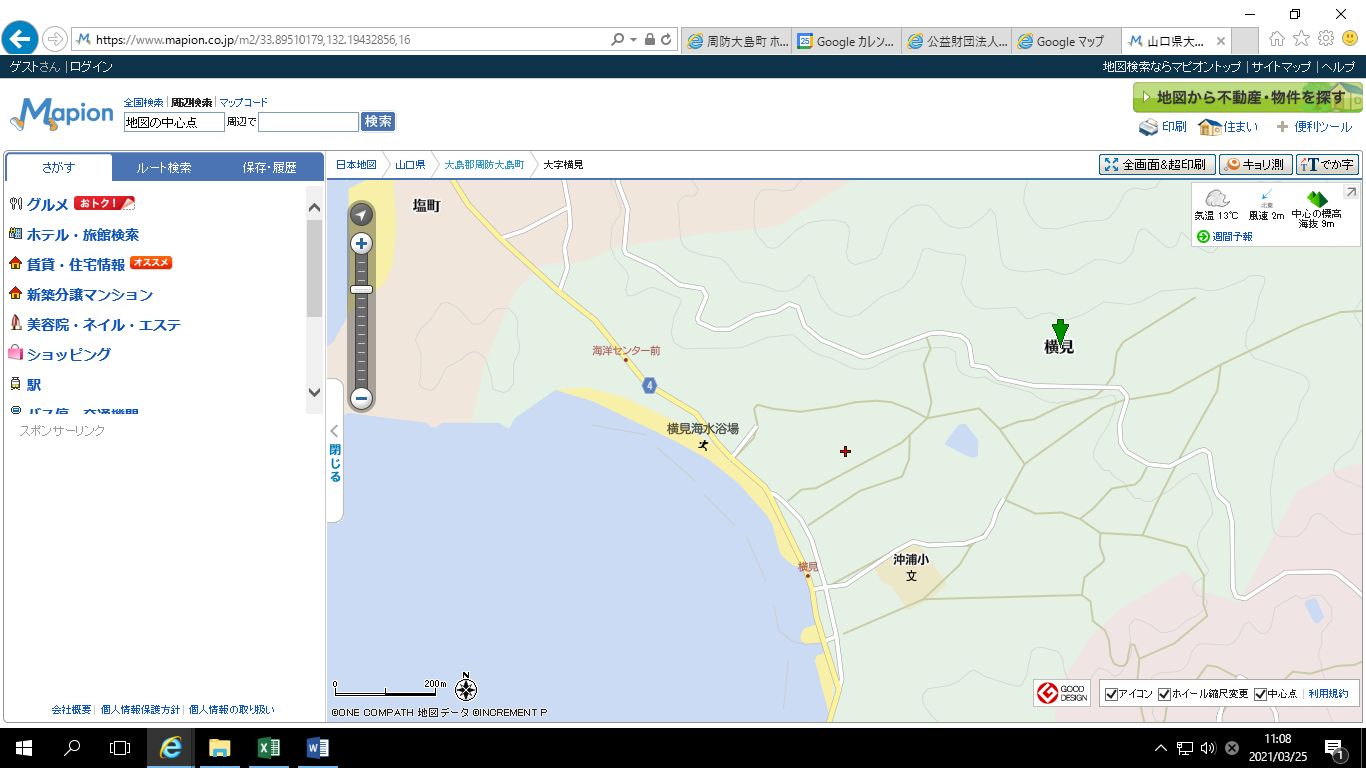 https://www.mapion.co.jp/m2/33.89510179,132.19432856,16
周防大島町 ホ...
Google カレン...
公益財団法人...
Google マップ
山口県大...
ゲストさん | ログイン
地図検索ならマピオントップ | サイトマップ | ヘルプ
Mapion
全国検索 周辺検索 マップコード
地図の中心点 周辺で 検索
地図から不動産・物件を探す
印刷 住まい 便利ツール
さがす ルート検索 保存・履歴
日本地図 山口県 大島郡周防大島町 大字横見
全画面&超印刷 キョリ測 でか字
グルメ おトク!
ホテル・旅館検索
賃貸・住宅情報 オススメ
新築分譲マンション
美容院・ネイル・エステ
ショッピング
駅
バス停・交通機関
スポンサーリンク
閉じる
塩町
気温 13℃ 北東 風速 2m 中心の標高 海抜 9m
週間予報
海洋センター前
4
横見
横見海水浴場
沖浦小
文
横見
0 200m
N
©ONE COMPATH 地図データ ©INCREMENT P
GOOD DESIGN
アイコン ホイール縮尺変更 中心点 | 利用規約
会社概要 | 個人情報保護方針 | 個人情報の取り扱い
11:08
2021/03/25
1